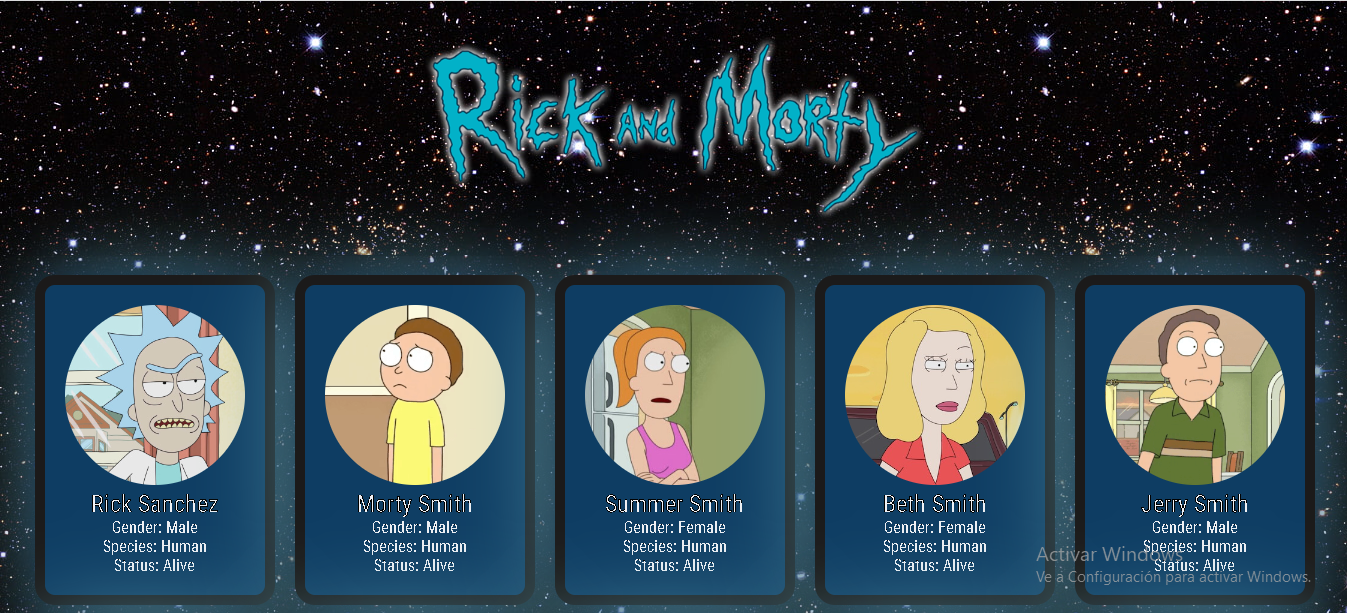 Rick and Morty
Rick Sanchez
Gender: Male
Species: Human
Status: Alive
Morty Smith
Gender: Male
Species: Human
Status: Alive
Summer Smith
Gender: Female
Species: Human
Status: Alive
Beth Smith
Gender: Female
Species: Human
Status: Alive
Jerry Smith
Gender: Male
Species: Human
Status: Alive
Activar Windows
Ve a Configuración para activar Windows.